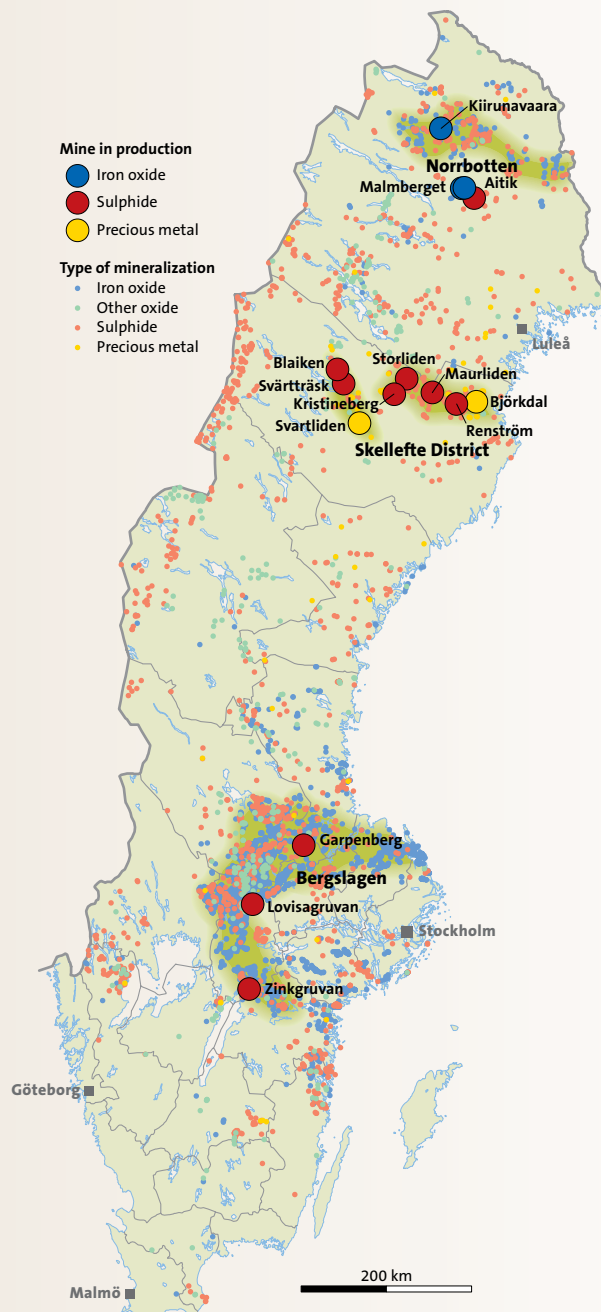 Mine in production
Iron oxide
Sulphide
Precious metal
Type of mineralization
Iron oxide
Other oxide
Sulphide
Precious metal
Kiirunavaara
Norrbotten
Malmberget
Aitik
Luleå
Blaiken
Storliden
Svärtträsk
Maurliden
Kristineberg
Björkdal
Svartliden
Renström
Skellefte District
Garpenberg
Bergslagen
Lovisagruvan
Stockholm
Zinkgruvan
Göteborg
200 km
Malmö